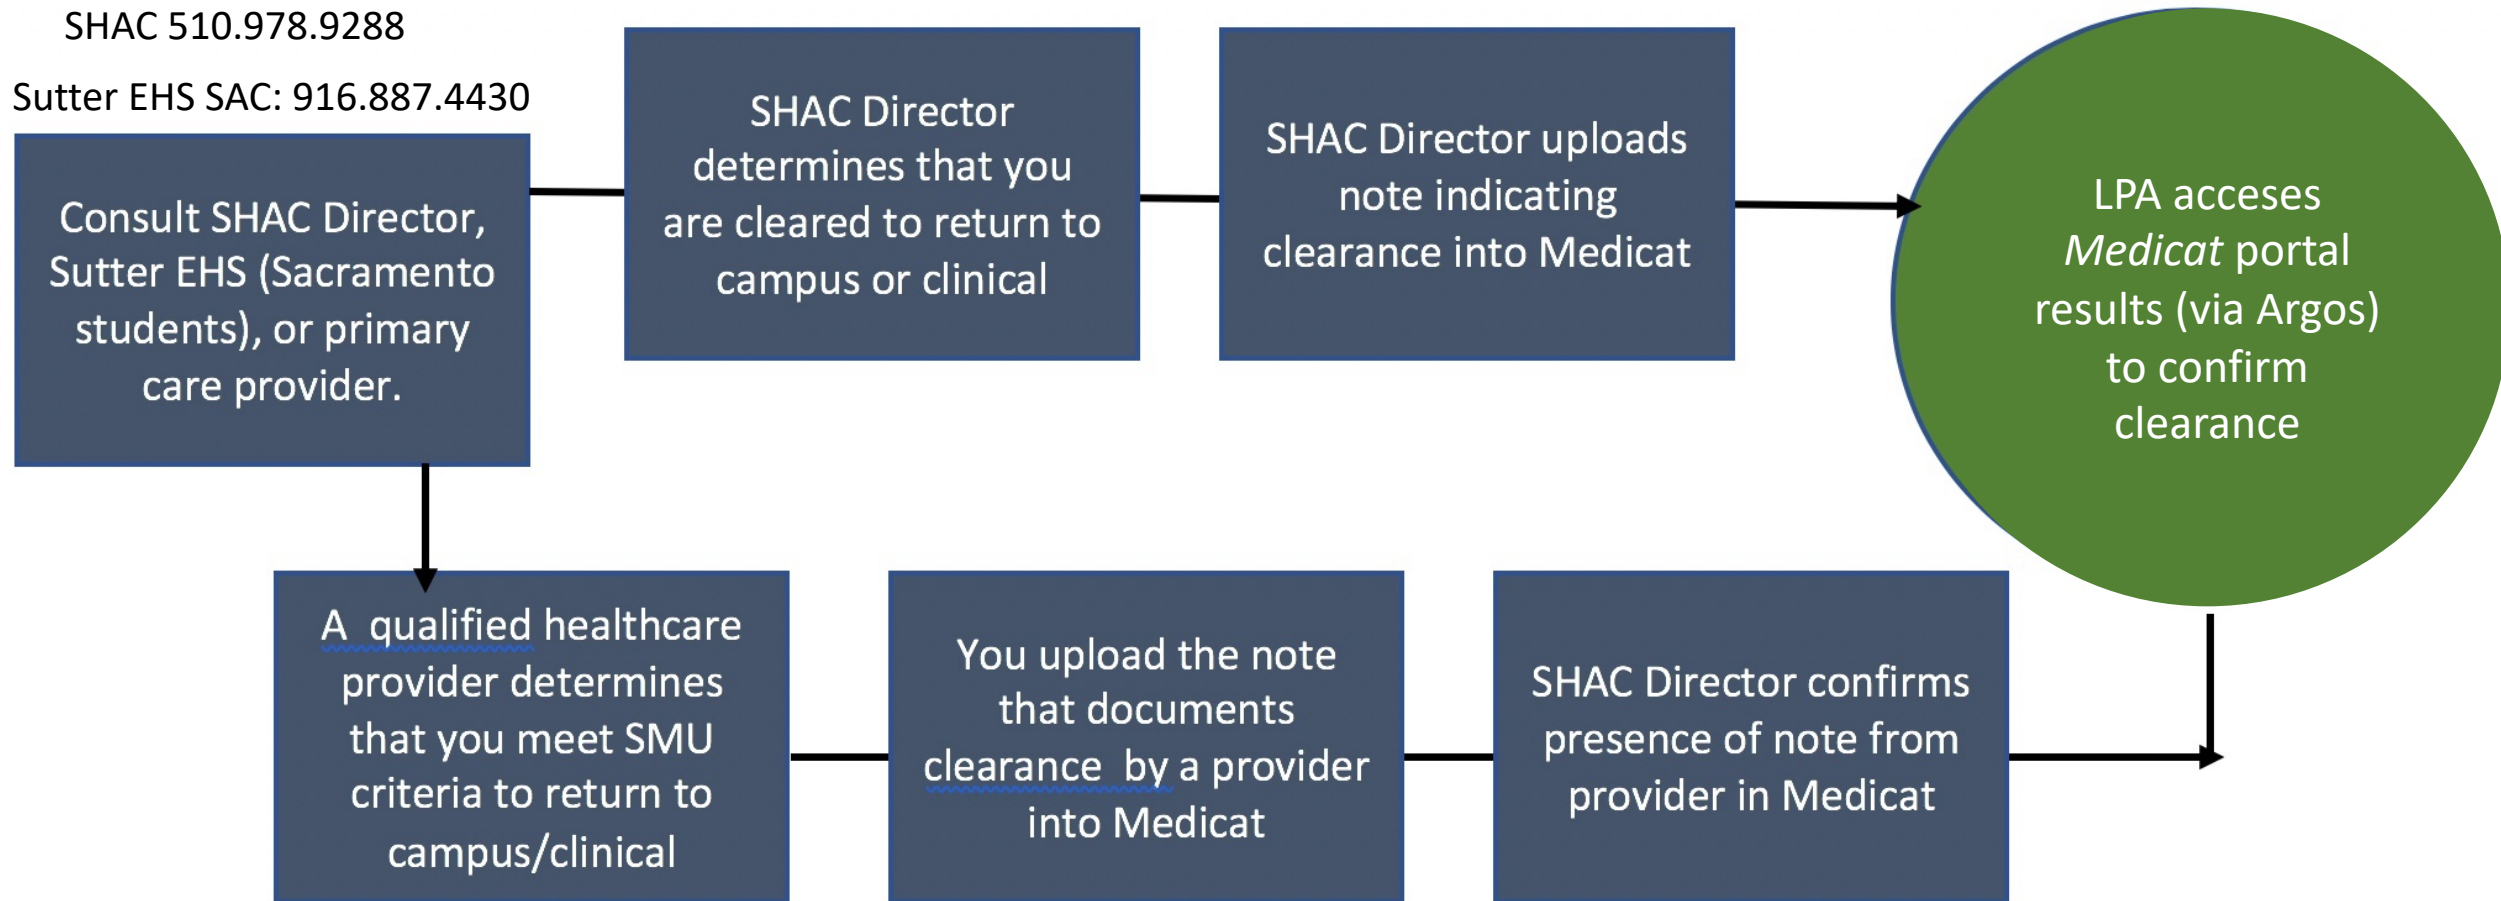 SHAC 510.978.9288
Sutter EHS SAC: 916.887.4430
Consult SHAC Director,
Sutter EHS (Sacramento
students), or primary
care provider.
SHAC Director
determines that you
are cleared to return to
campus or clinical
SHAC Director uploads
note indicating
clearance into Medicat
LPA acceses
Medicat portal
results (via Argos)
to confirm
clearance
A qualified healthcare
provider determines
that you meet SMU
criteria to return to
campus/clinical
You upload the note
that documents
clearance by a provider
into Medicat
SHAC Director confirms
presence of note from
provider in Medicat